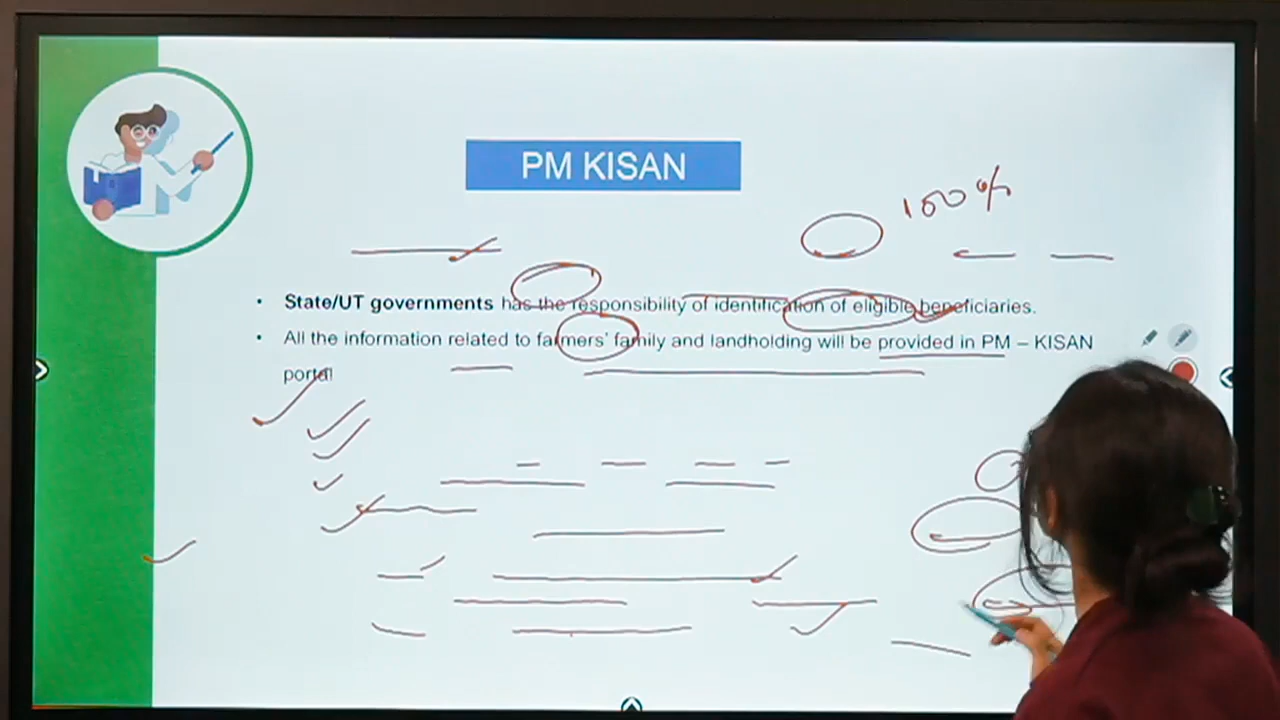 PM KISAN
100%
• State/UT governments has the responsibility of identification of eligible beneficiaries.
• All the information related to farmers' family and landholding will be provided in PM – KISAN
portal